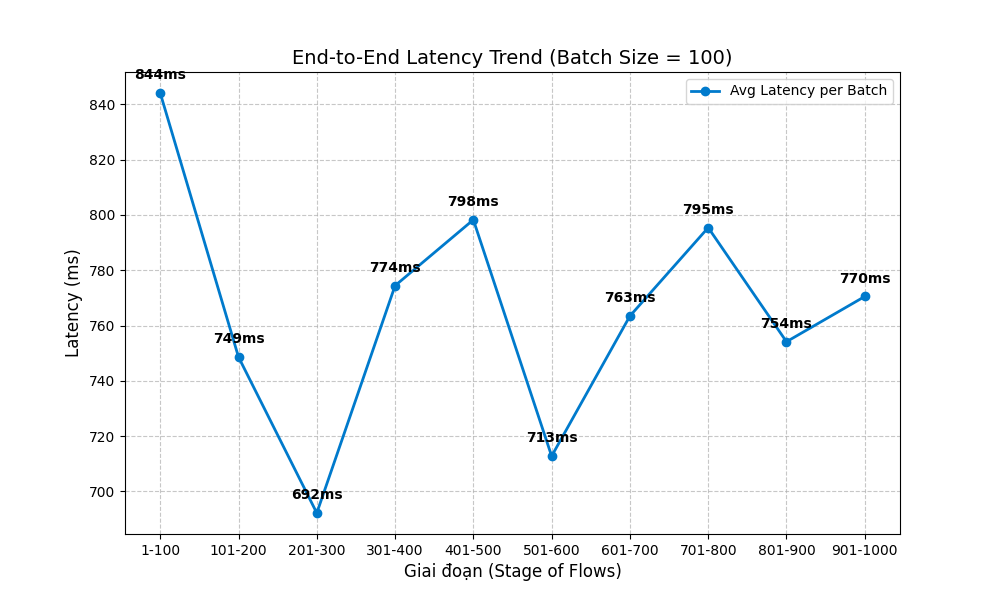 End-to-End Latency Trend (Batch Size = 100)
844ms
749ms
692ms
774ms
798ms
713ms
763ms
795ms
754ms
770ms
Avg Latency per Batch
Latency (ms)
840
820
800
780
760
740
720
700
1-100
101-200
201-300
301-400
401-500
501-600
601-700
701-800
801-900
901-1000
Giai đoạn (Stage of Flows)